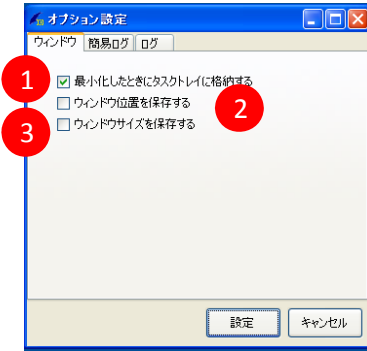 オプション設定
ウィンドウ 簡易ログ ログ
1 最小化したときにタスクトレイに格納する
ウィンドウ位置を保存する 2
3 ウィンドウサイズを保存する
設定 キャンセル